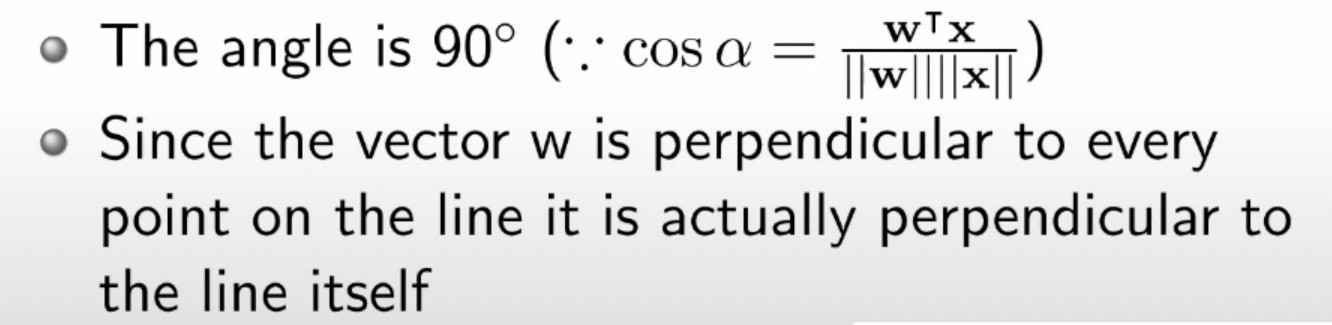 • The angle is 90° (∵ cos α = wᵀx / ||w||||x||)
• Since the vector w is perpendicular to every
point on the line it is actually perpendicular to
the line itself